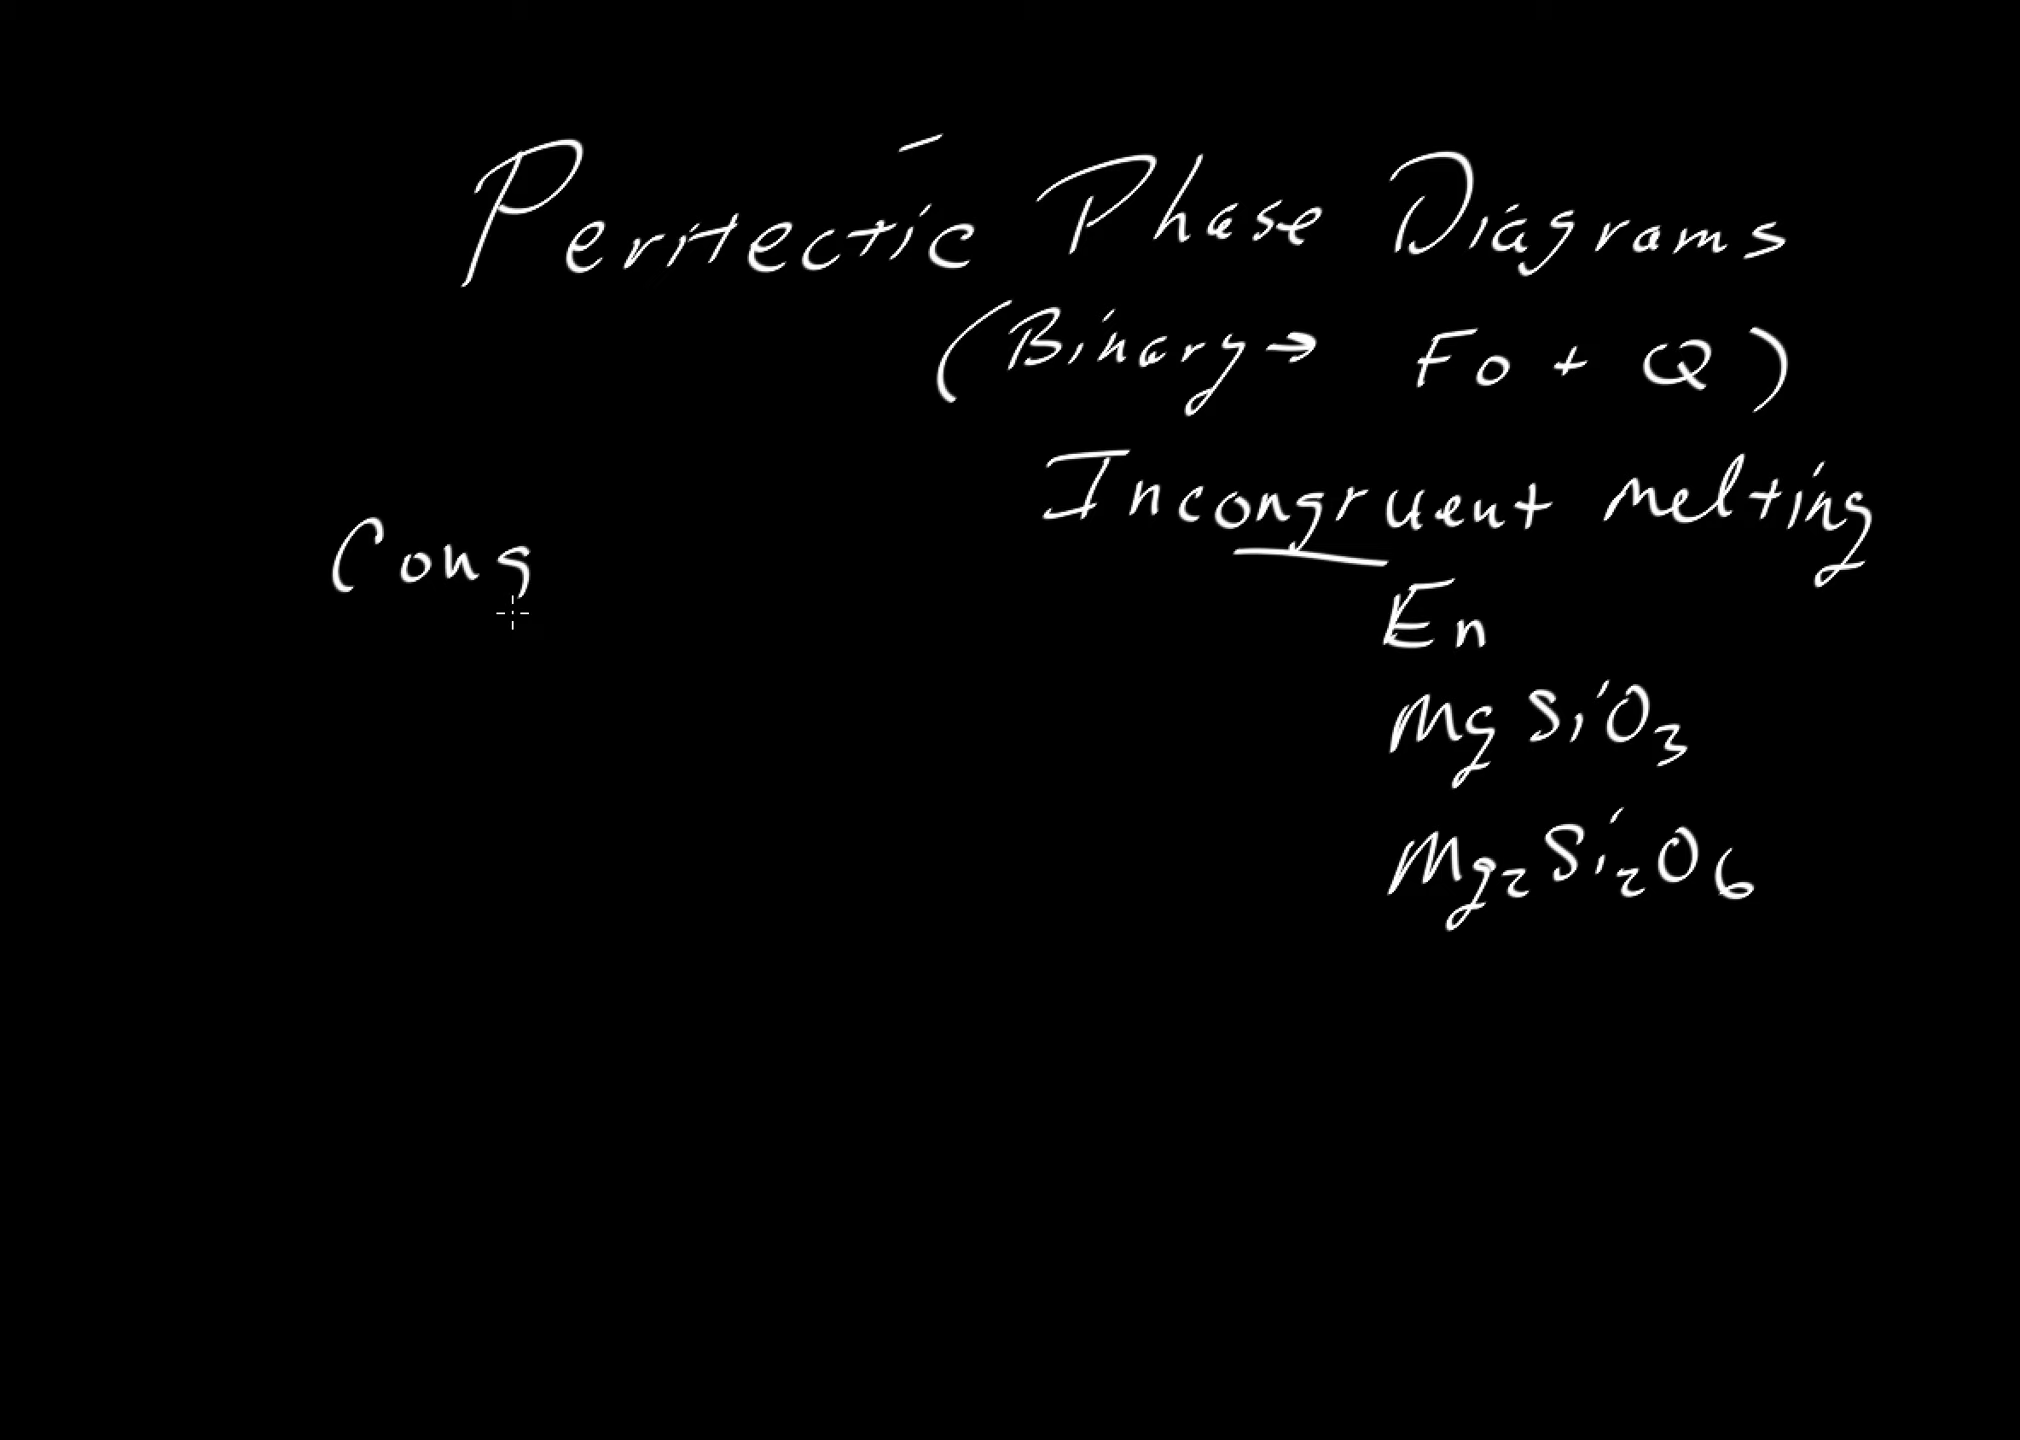 Peritectic Phase Diagrams
(Binary → Fo + Q)
Incongruent melting
Cong
En
MgSiO₃
Mg₂Si₂O₆